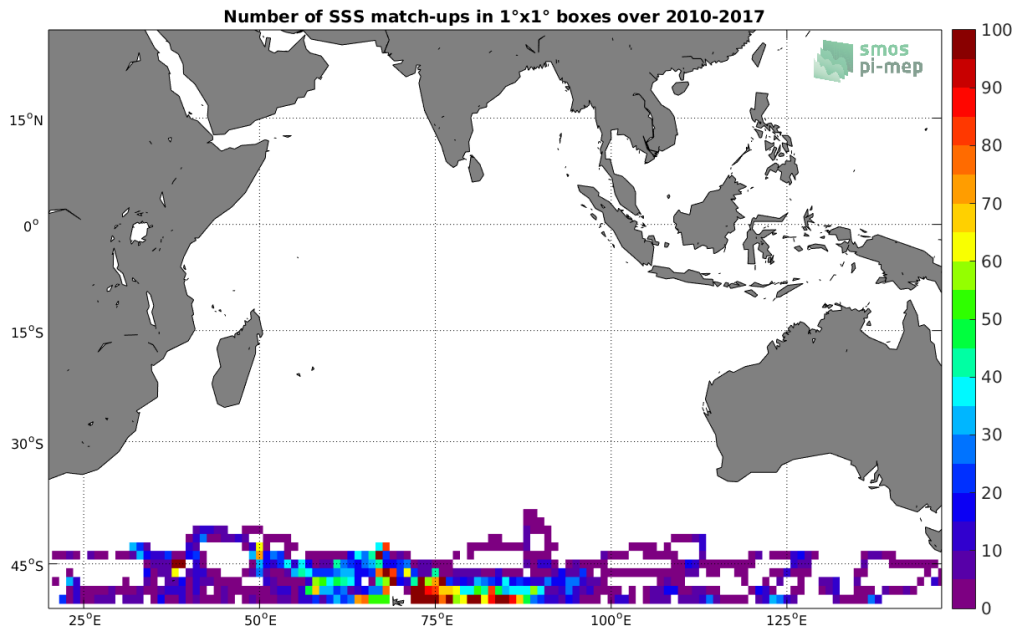 Number of SSS match-ups in 1°x1° boxes over 2010-2017
smos
pi-mep
100
90
80
70
60
50
40
30
20
10
0
15°N
0°
15°S
30°S
45°S
25°E
50°E
75°E
100°E
125°E